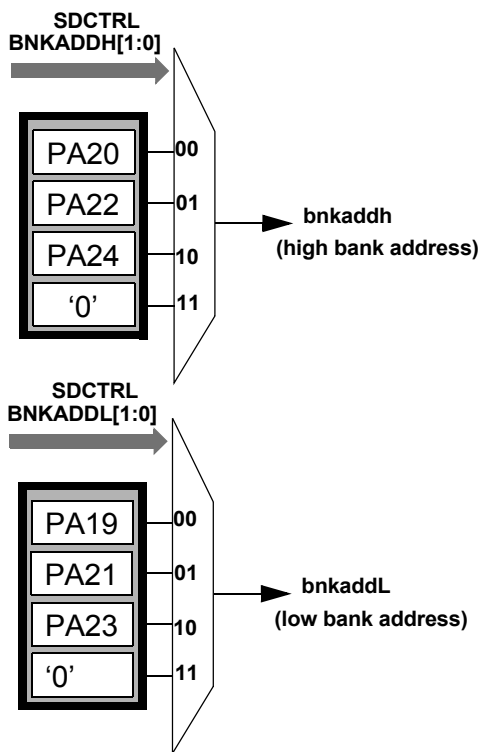 SDCTRL
BNKADDH[1:0]
PA20 00
PA22 01
PA24 10
‘0’ 11
bnkaddh
(high bank address)
SDCTRL
BNKADDL[1:0]
PA19 00
PA21 01
PA23 10
‘0’ 11
bnkaddL
(low bank address)